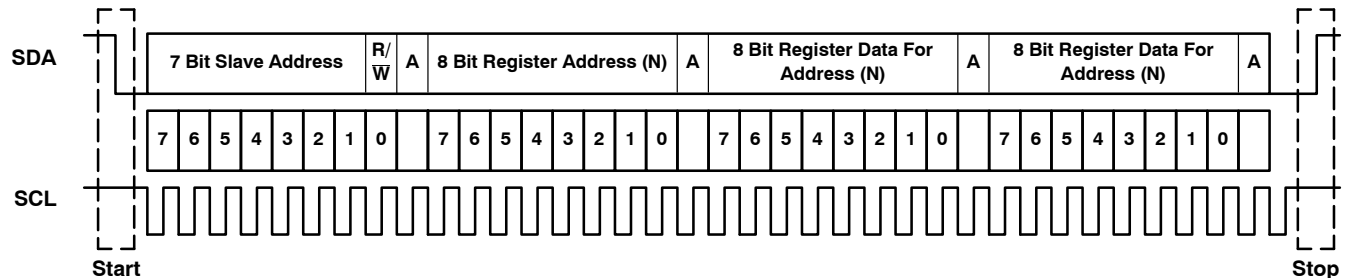 SDA
7 Bit Slave Address
R/
W
A
8 Bit Register Address (N)
A
8 Bit Register Data For
Address (N)
A
8 Bit Register Data For
Address (N)
A
7 6 5 4 3 2 1 0 7 6 5 4 3 2 1 0 7 6 5 4 3 2 1 0 7 6 5 4 3 2 1 0
SCL
Start
Stop